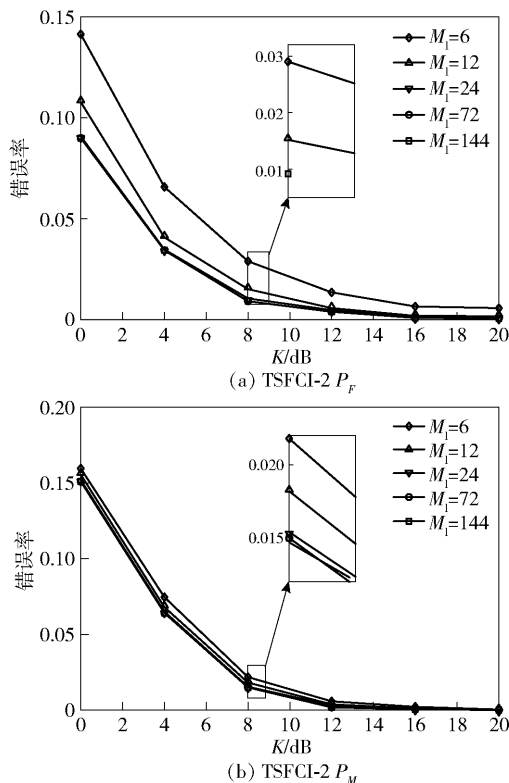 0.15
0.10
0.05
0
错误率
0.03
0.02
0.01
M₁=6
M₁=12
M₁=24
M₁=72
M₁=144
0 2 4 6 8 10 12 14 16 18 20
K/dB
(a) TSFCI-2 P_F
0.20
0.15
0.10
0.05
0
错误率
0.020
0.015
M₁=6
M₁=12
M₁=24
M₁=72
M₁=144
0 2 4 6 8 10 12 14 16 18 20
K/dB
(b) TSFCI-2 P_M